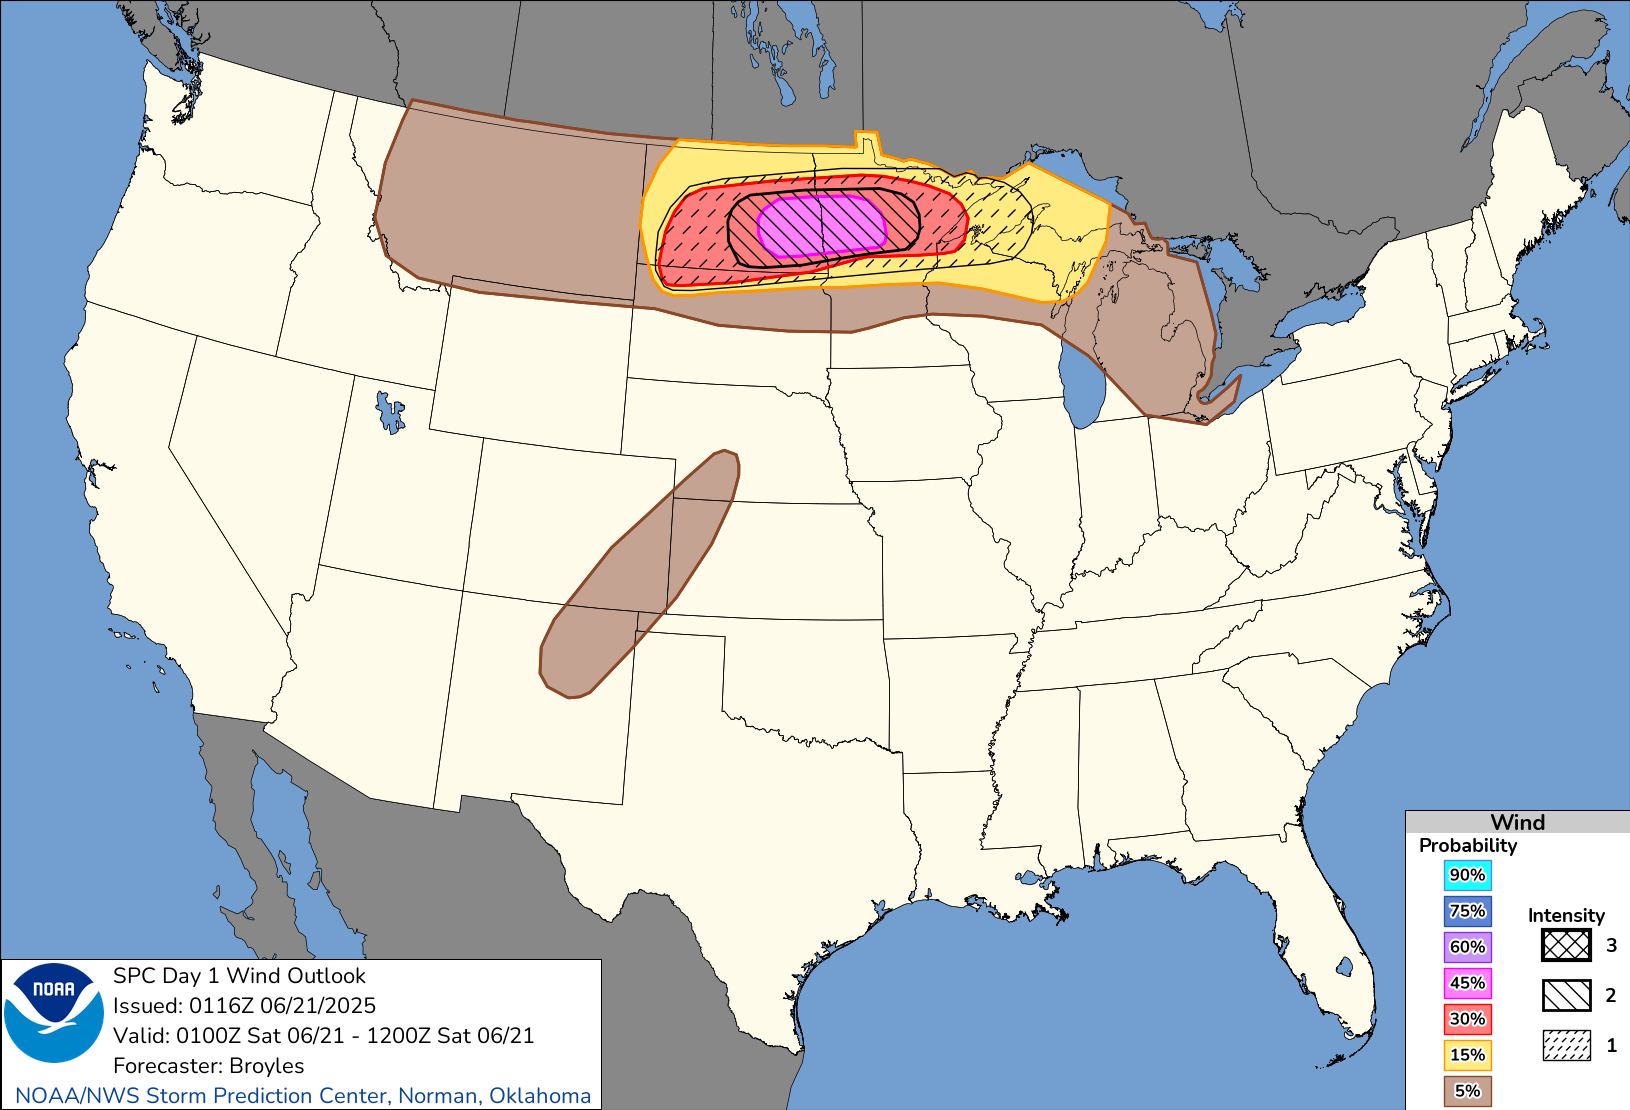 Wind
Probability
90%
75%
60%
45%
30%
15%
5%
Intensity
3
2
1
NOAA
SPC Day 1 Wind Outlook
Issued: 0116Z 06/21/2025
Valid: 0100Z Sat 06/21 - 1200Z Sat 06/21
Forecaster: Broyles
NOAA/NWS Storm Prediction Center, Norman, Oklahoma